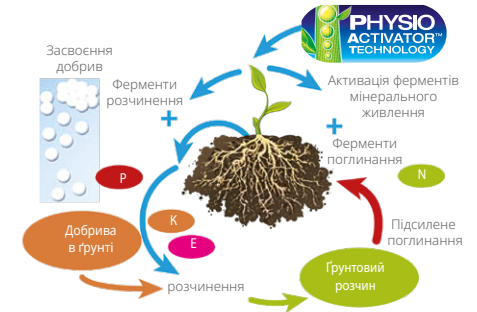 PHYSIO
ACTIVATOR™
TECHNOLOGY
Засвоєння
добрив
Ферменти
розчинення
+
Активація ферментів
мінерального
живлення
+
Ферменти
поглинання
P
N
K
E
Добрива
в ґрунті
Підсилене
поглинання
Ґрунтовий
розчин
розчинення